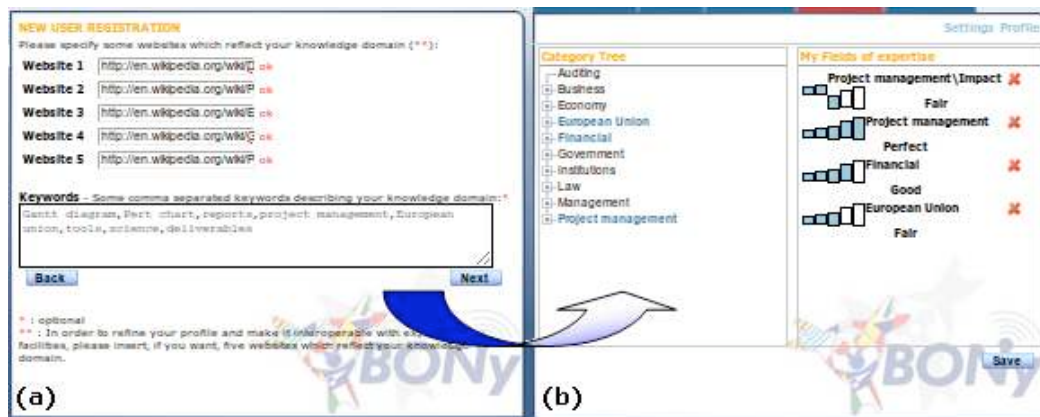 NEW USER REGISTRATION
Please specify some websites which reflect your knowledge domain (**):
Website 1 http://en.wikipedia.org/wiki/ ok
Website 2 http://en.wikipedia.org/wiki/P ok
Website 3 http://en.wikipedia.org/wiki/E ok
Website 4 http://en.wikipedia.org/wiki/G ok
Website 5 http://en.wikipedia.org/wiki/P ok
Keywords - Some comma separated keywords describing your knowledge domain:*
Gantt diagram,Pert chart,reports,project management,European
union,tools,science,deliverables
Back Next
* : optional
** : In order to refine your profile and make it interoperable with
facilities, please insert, if you want, five websites which reflect your knowledge
domain.
BONy
(a)
Settings Profile
Category Tree
Auditing
Business
Economy
European Union
Financial
Government
Institutions
Law
Management
Project management
My Fields of expertise
Project management\Impact
Fair
Project management
Perfect
Financial
Good
European Union
Fair
Save
BONy
(b)